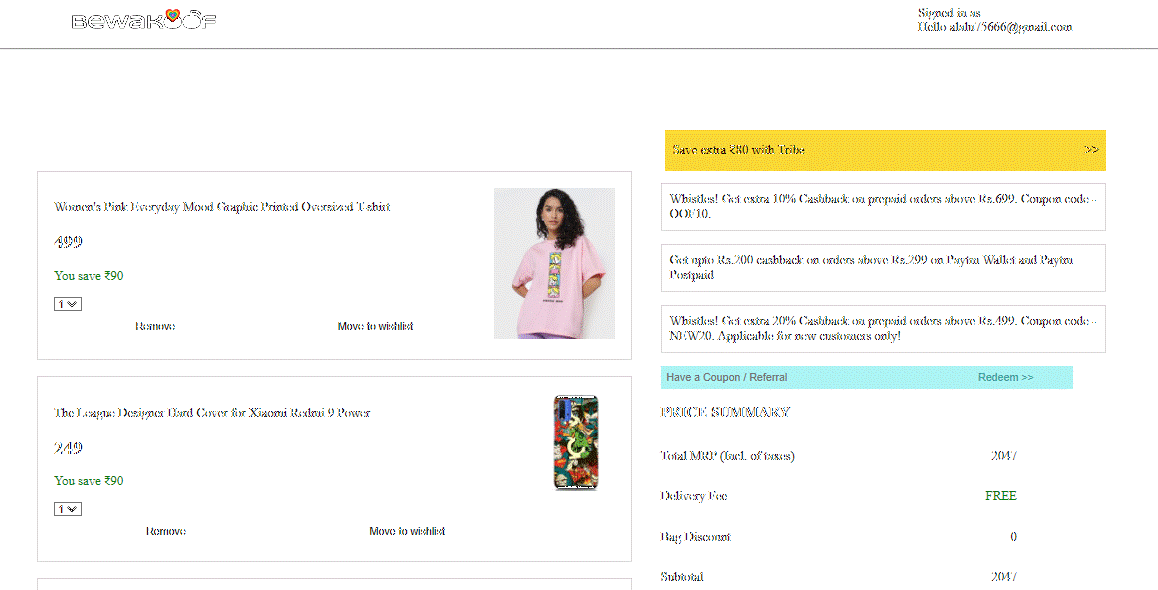 BEWAKOOF
Signed in as
Hello alalu75666@gmail.com
Save extra ₹80 with Tribe >>
Whistles! Get extra 10% Cashback on prepaid orders above Rs.699. Coupon code -
OOF10.
Get upto Rs.200 cashback on orders above Rs.299 on Paytm Wallet and Paytm
Postpaid
Whistles! Get extra 20% Cashback on prepaid orders above Rs.499. Coupon code -
NEW20. Applicable for new customers only!
Have a Coupon / Referral Redeem >>
PRICE SUMMARY
Total MRP (Incl. of taxes) 2047
Delivery Fee FREE
Bag Discount 0
Subtotal 2047
Women's Pink Everyday Mood Graphic Printed Oversized T-shirt
499
You save ₹90
1
Remove Move to wishlist
The League Designer Hard Cover for Xiaomi Redmi 9 Power
249
You save ₹90
1
Remove Move to wishlist